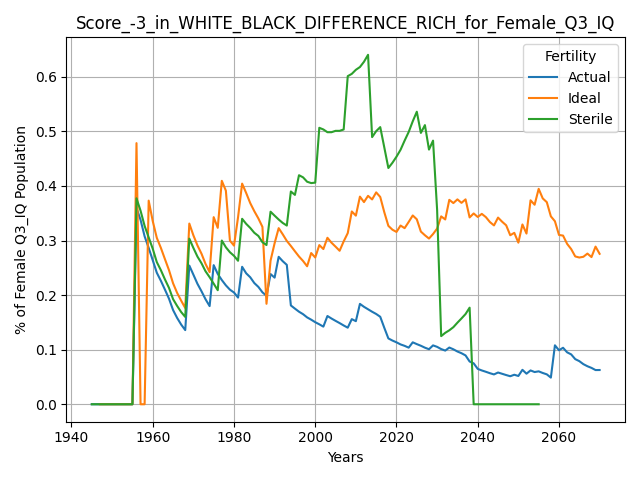 Score_-3_in_WHITE_BLACK_DIFFERENCE_RICH_for_Female_Q3_IQ
Fertility
Actual
Ideal
Sterile
% of Female Q3_IQ Population
0.6
0.5
0.4
0.3
0.2
0.1
0.0
1940 1960 1980 2000 2020 2040 2060
Years